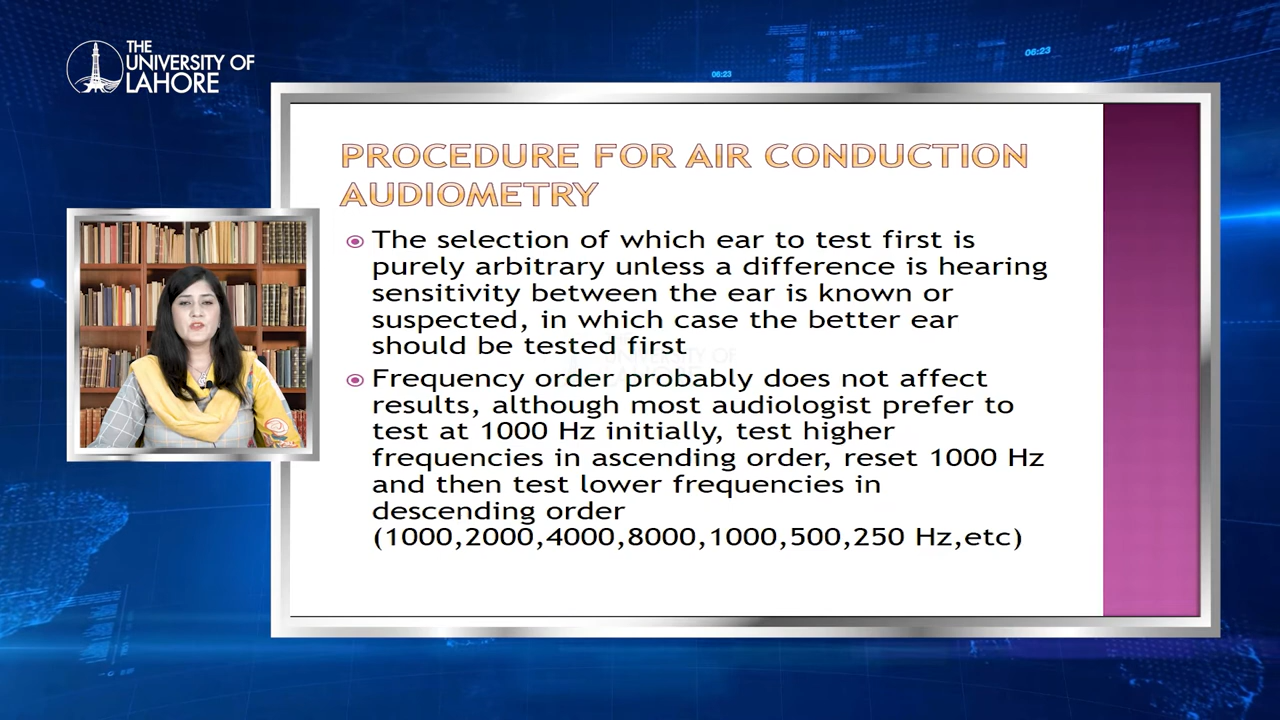 THE
UNIVERSITY OF
LAHORE
06:23
06:23
PROCEDURE FOR AIR CONDUCTION
AUDIOMETRY
The selection of which ear to test first is
purely arbitrary unless a difference is hearing
sensitivity between the ear is known or
suspected, in which case the better ear
should be tested first
Frequency order probably does not affect
results, although most audiologist prefer to
test at 1000 Hz initially, test higher
frequencies in ascending order, reset 1000 Hz
and then test lower frequencies in
descending order
(1000,2000,4000,8000,1000,500,250 Hz,etc)